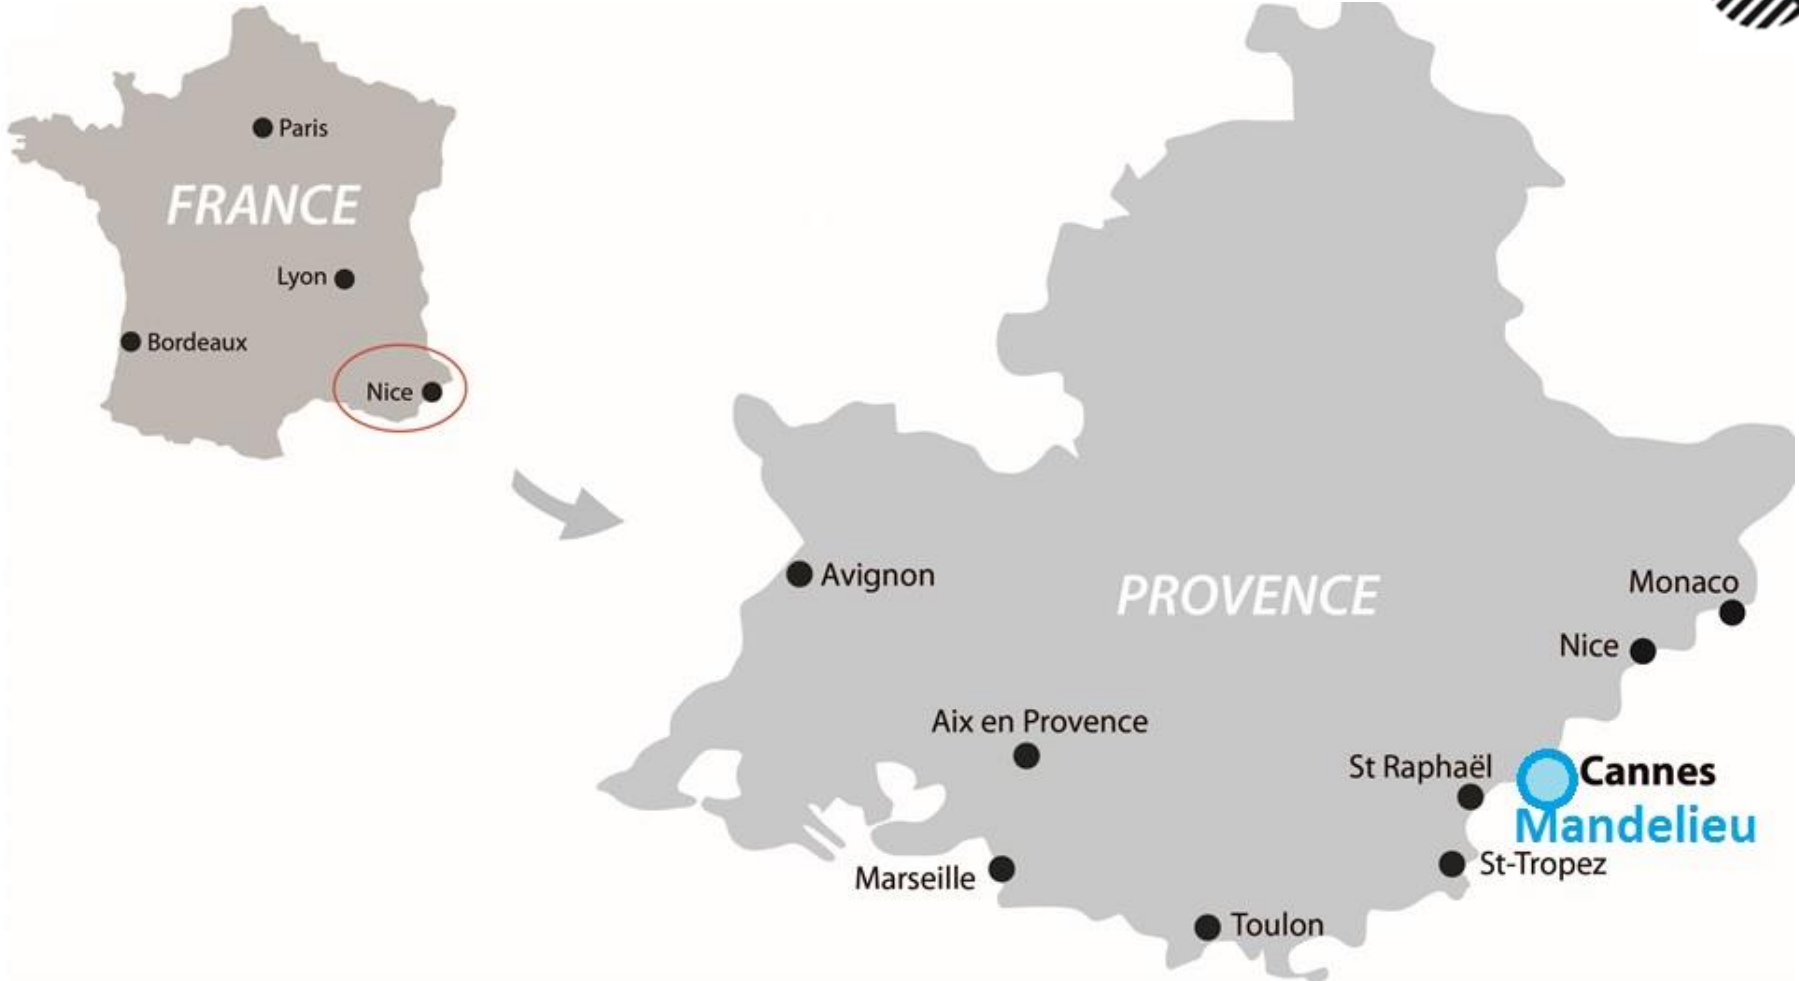 Paris
FRANCE
Lyon
Bordeaux
Nice
Avignon
PROVENCE
Monaco
Nice
Aix en Provence
St Raphaël
Cannes
Mandelieu
St-Tropez
Marseille
Toulon